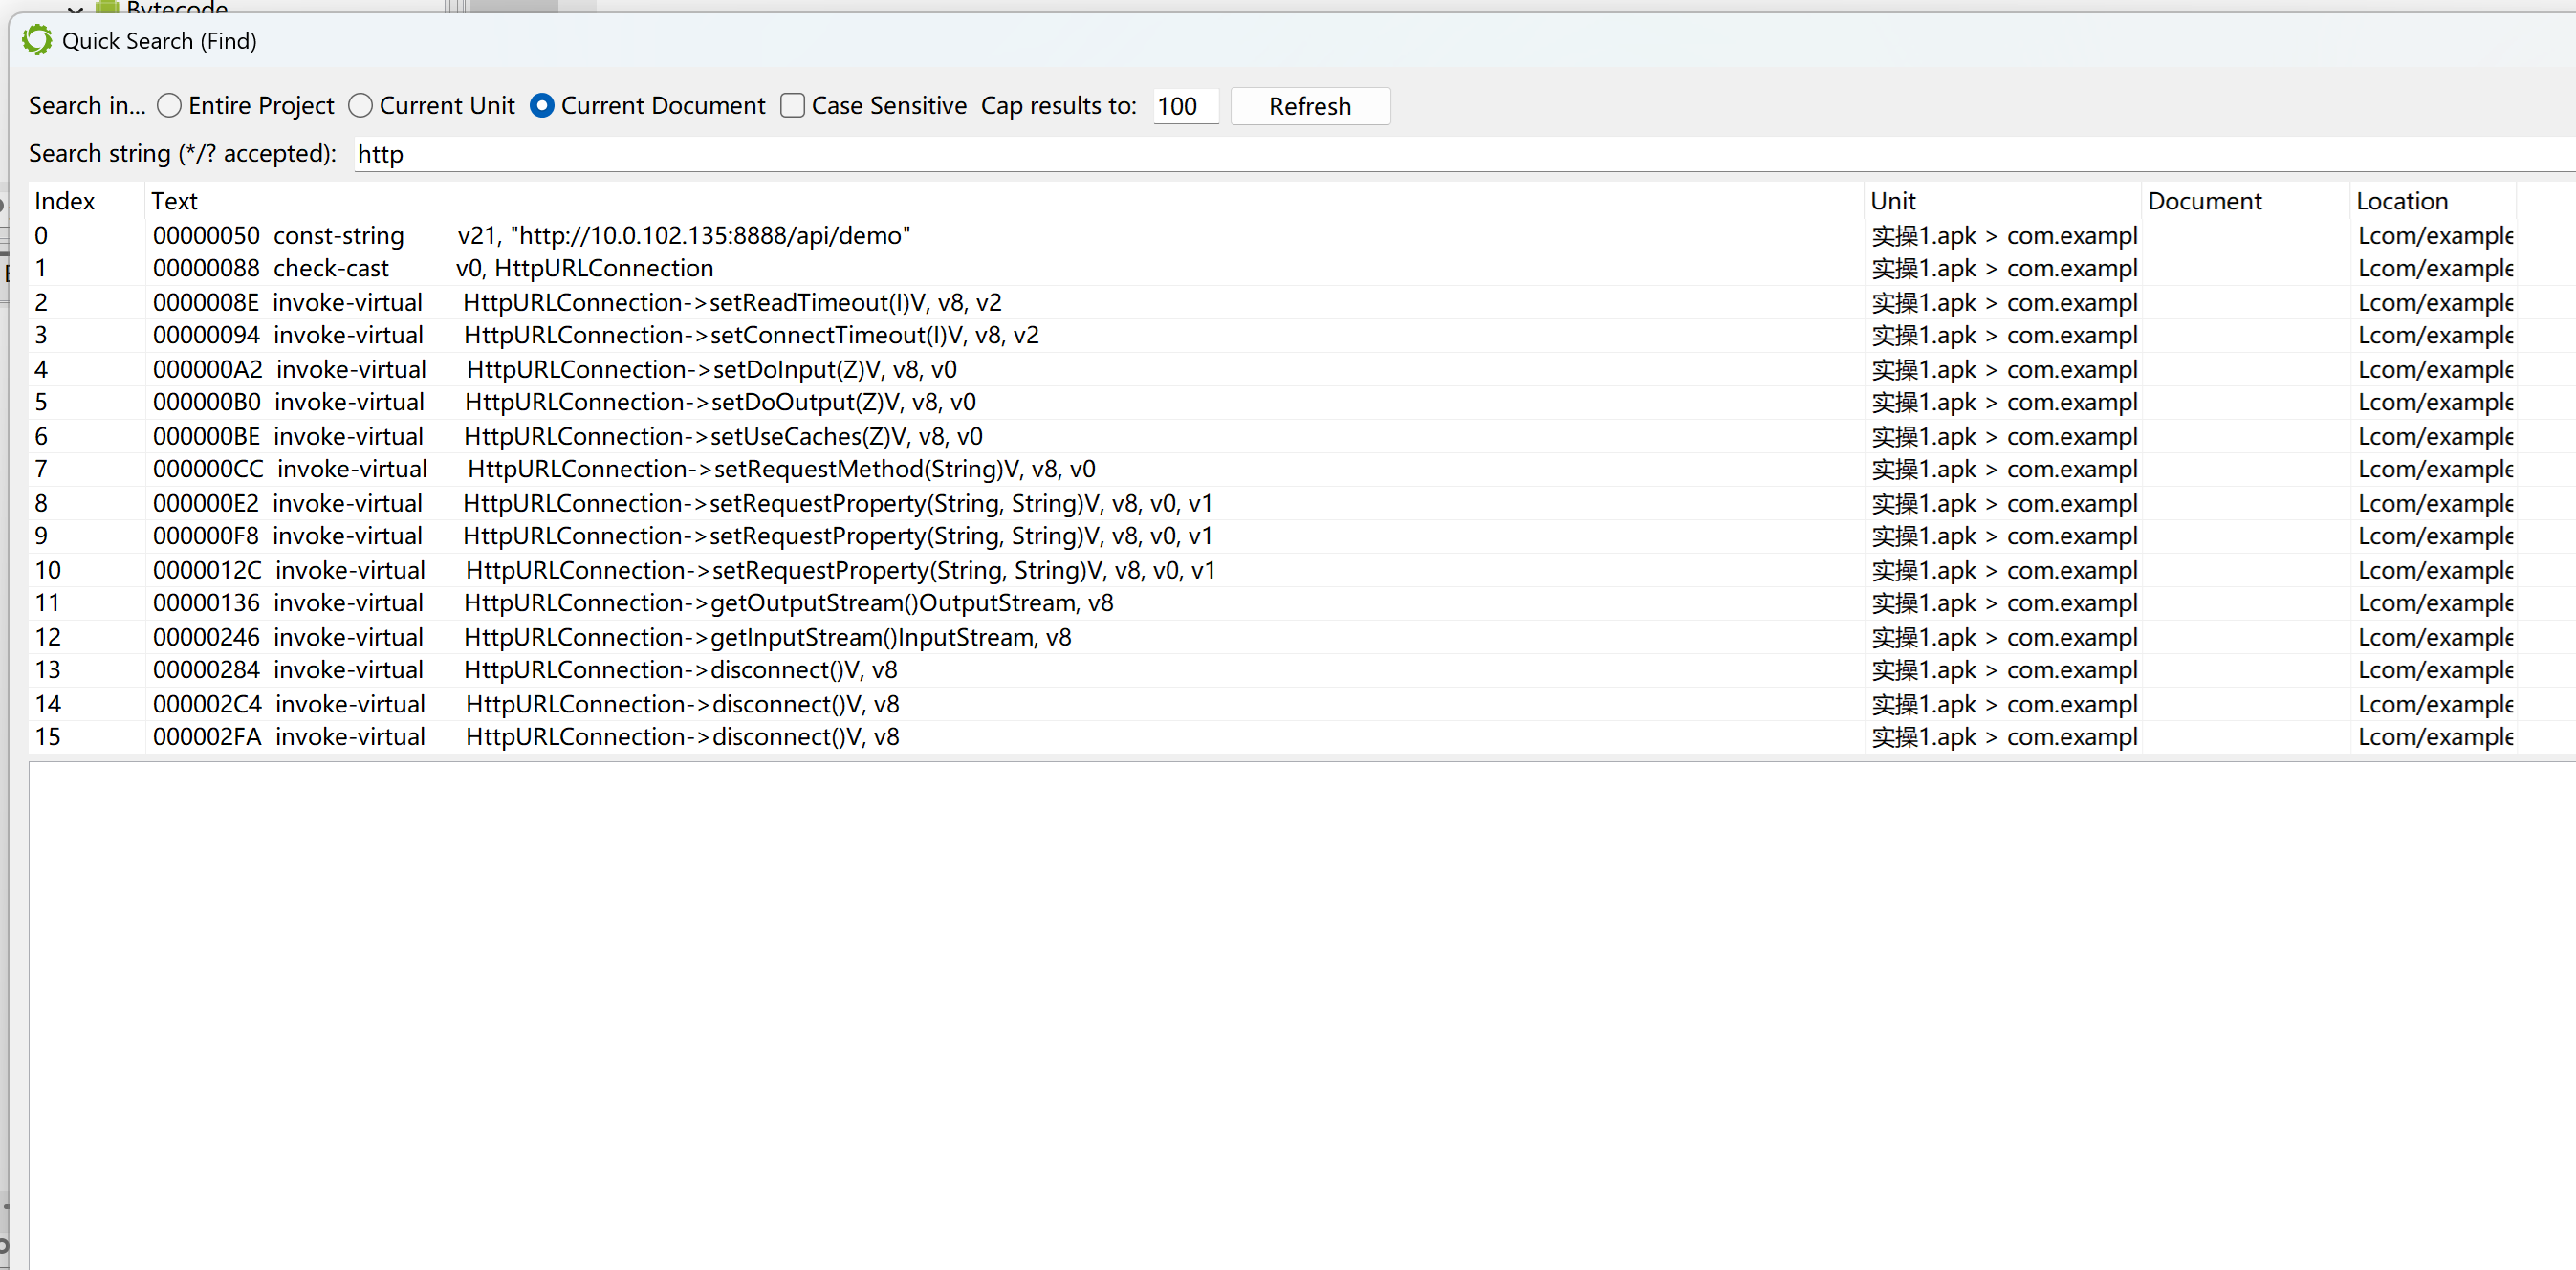 Bytecode
Quick Search (Find)
Search in... Entire Project Current Unit Current Document Case Sensitive Cap results to: 100 Refresh
Search string (*/? accepted): http
Index Text Unit Document Location
0 00000050 const-string v21, "http://10.0.102.135:8888/api/demo" 实操1.apk > com.exampl Lcom/example
1 00000088 check-cast v0, HttpURLConnection 实操1.apk > com.exampl Lcom/example
2 0000008E invoke-virtual HttpURLConnection->setReadTimeout(I)V, v8, v2 实操1.apk > com.exampl Lcom/example
3 00000094 invoke-virtual HttpURLConnection->setConnectTimeout(I)V, v8, v2 实操1.apk > com.exampl Lcom/example
4 000000A2 invoke-virtual HttpURLConnection->setDoInput(Z)V, v8, v0 实操1.apk > com.exampl Lcom/example
5 000000B0 invoke-virtual HttpURLConnection->setDoOutput(Z)V, v8, v0 实操1.apk > com.exampl Lcom/example
6 000000BE invoke-virtual HttpURLConnection->setUseCaches(Z)V, v8, v0 实操1.apk > com.exampl Lcom/example
7 000000CC invoke-virtual HttpURLConnection->setRequestMethod(String)V, v8, v0 实操1.apk > com.exampl Lcom/example
8 000000E2 invoke-virtual HttpURLConnection->setRequestProperty(String, String)V, v8, v0, v1 实操1.apk > com.exampl Lcom/example
9 000000F8 invoke-virtual HttpURLConnection->setRequestProperty(String, String)V, v8, v0, v1 实操1.apk > com.exampl Lcom/example
10 0000012C invoke-virtual HttpURLConnection->setRequestProperty(String, String)V, v8, v0, v1 实操1.apk > com.exampl Lcom/example
11 00000136 invoke-virtual HttpURLConnection->getOutputStream()OutputStream, v8 实操1.apk > com.exampl Lcom/example
12 00000246 invoke-virtual HttpURLConnection->getInputStream()InputStream, v8 实操1.apk > com.exampl Lcom/example
13 00000284 invoke-virtual HttpURLConnection->disconnect()V, v8 实操1.apk > com.exampl Lcom/example
14 000002C4 invoke-virtual HttpURLConnection->disconnect()V, v8 实操1.apk > com.exampl Lcom/example
15 000002FA invoke-virtual HttpURLConnection->disconnect()V, v8 实操1.apk > com.exampl Lcom/example